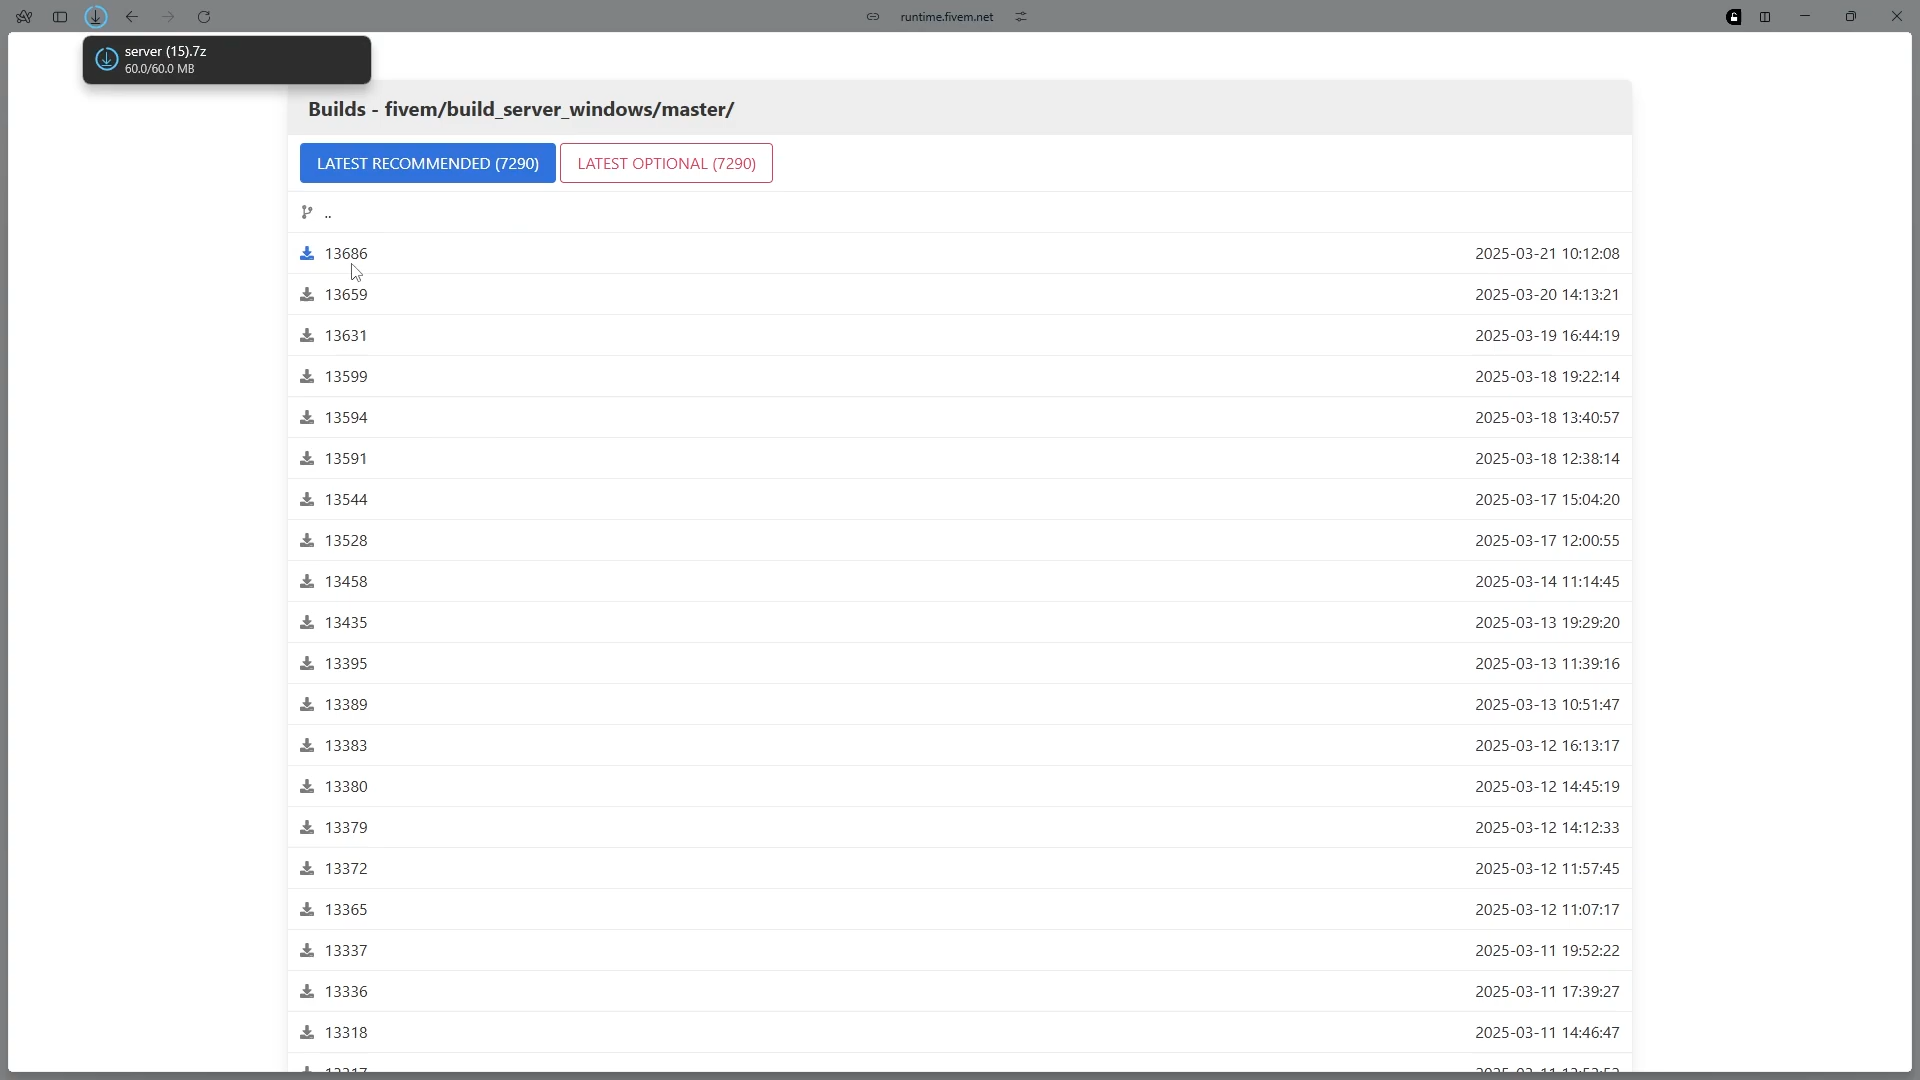 runtime.fivem.net
server (15).7z
60.0/60.0 MB
Builds - fivem/build_server_windows/master/
LATEST RECOMMENDED (7290) LATEST OPTIONAL (7290)
..
13686 2025-03-21 10:12:08
13659 2025-03-20 14:13:21
13631 2025-03-19 16:44:19
13599 2025-03-18 19:22:14
13594 2025-03-18 13:40:57
13591 2025-03-18 12:38:14
13544 2025-03-17 15:04:20
13528 2025-03-17 12:00:55
13458 2025-03-14 11:14:45
13435 2025-03-13 19:29:20
13395 2025-03-13 11:39:16
13389 2025-03-13 10:51:47
13383 2025-03-12 16:13:17
13380 2025-03-12 14:45:19
13379 2025-03-12 14:12:33
13372 2025-03-12 11:57:45
13365 2025-03-12 11:07:17
13337 2025-03-11 19:52:22
13336 2025-03-11 17:39:27
13318 2025-03-11 14:46:47